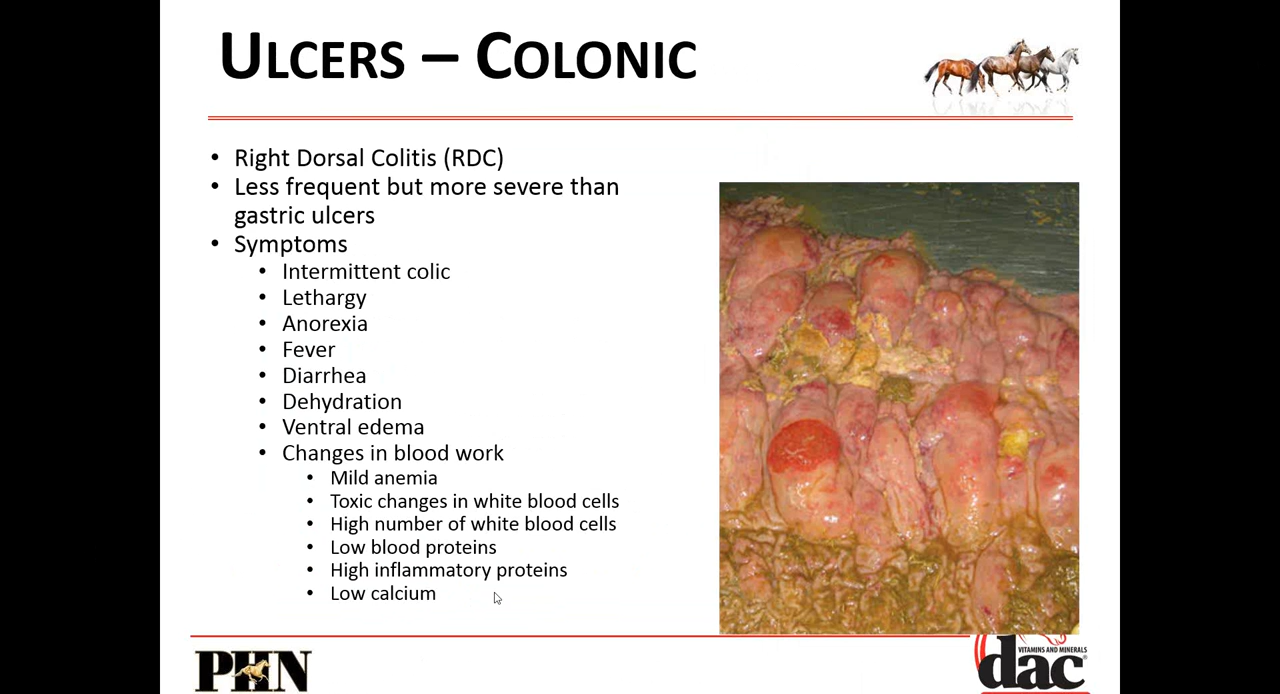 ULCERS – COLONIC
• Right Dorsal Colitis (RDC)
• Less frequent but more severe than
gastric ulcers
• Symptoms
• Intermittent colic
• Lethargy
• Anorexia
• Fever
• Diarrhea
• Dehydration
• Ventral edema
• Changes in blood work
• Mild anemia
• Toxic changes in white blood cells
• High number of white blood cells
• Low blood proteins
• High inflammatory proteins
• Low calcium
PHN
VITAMINS AND MINERALS
dac®